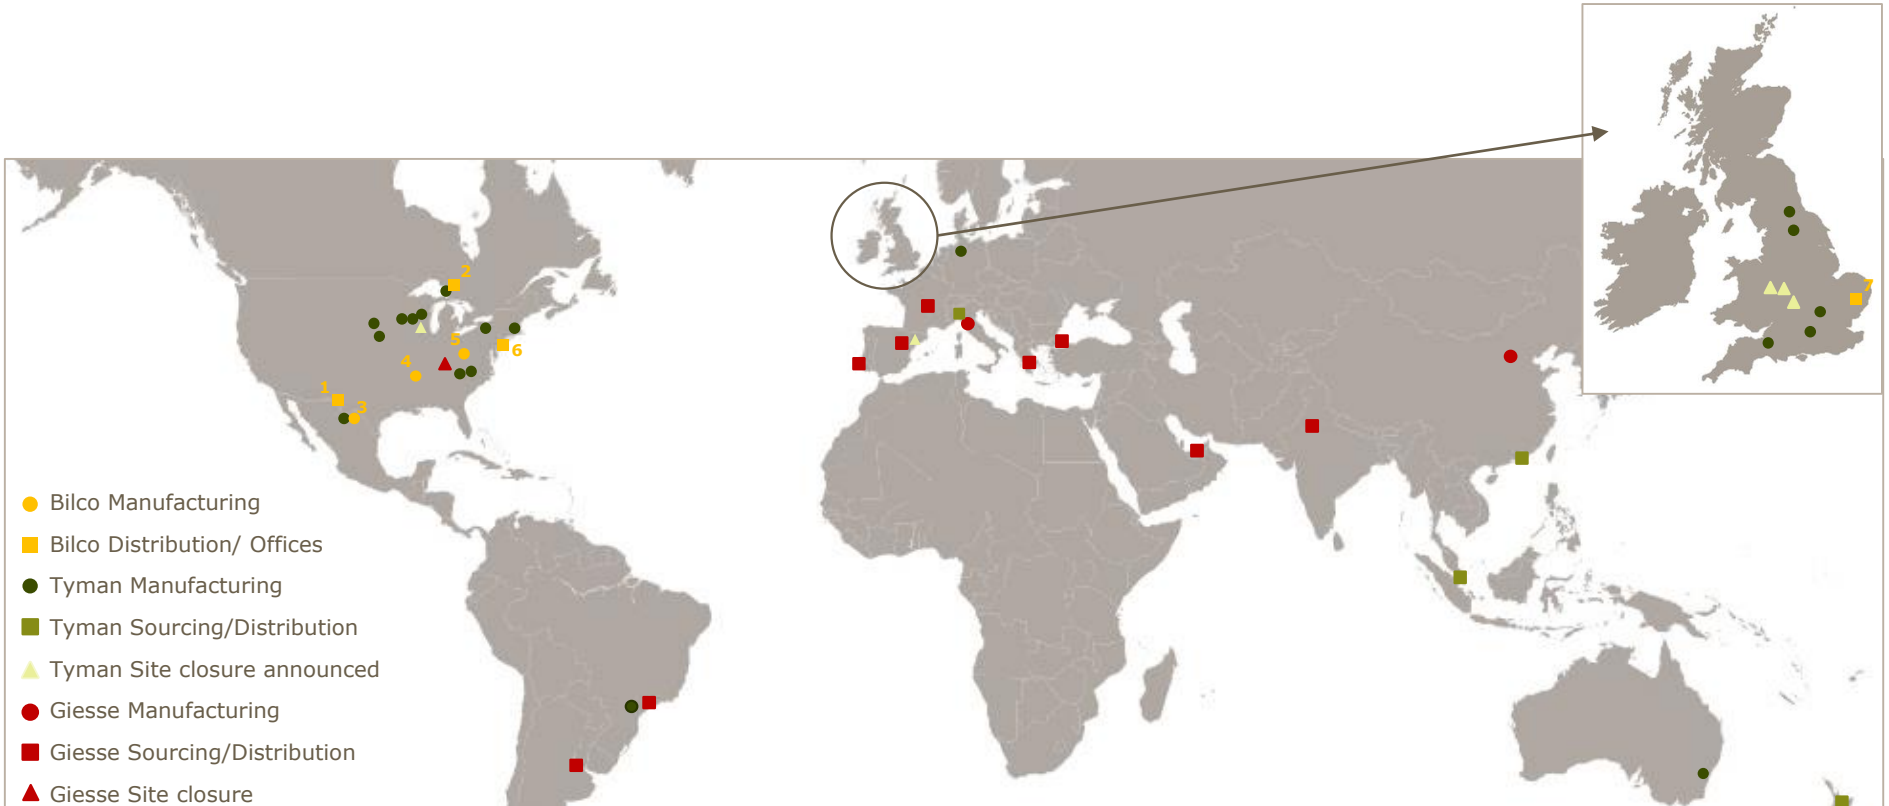 7
2
5
6
4
1
3
Bilco Manufacturing
Bilco Distribution/ Offices
Tyman Manufacturing
Tyman Sourcing/Distribution
Tyman Site closure announced
Giesse Manufacturing
Giesse Sourcing/Distribution
Giesse Site closure